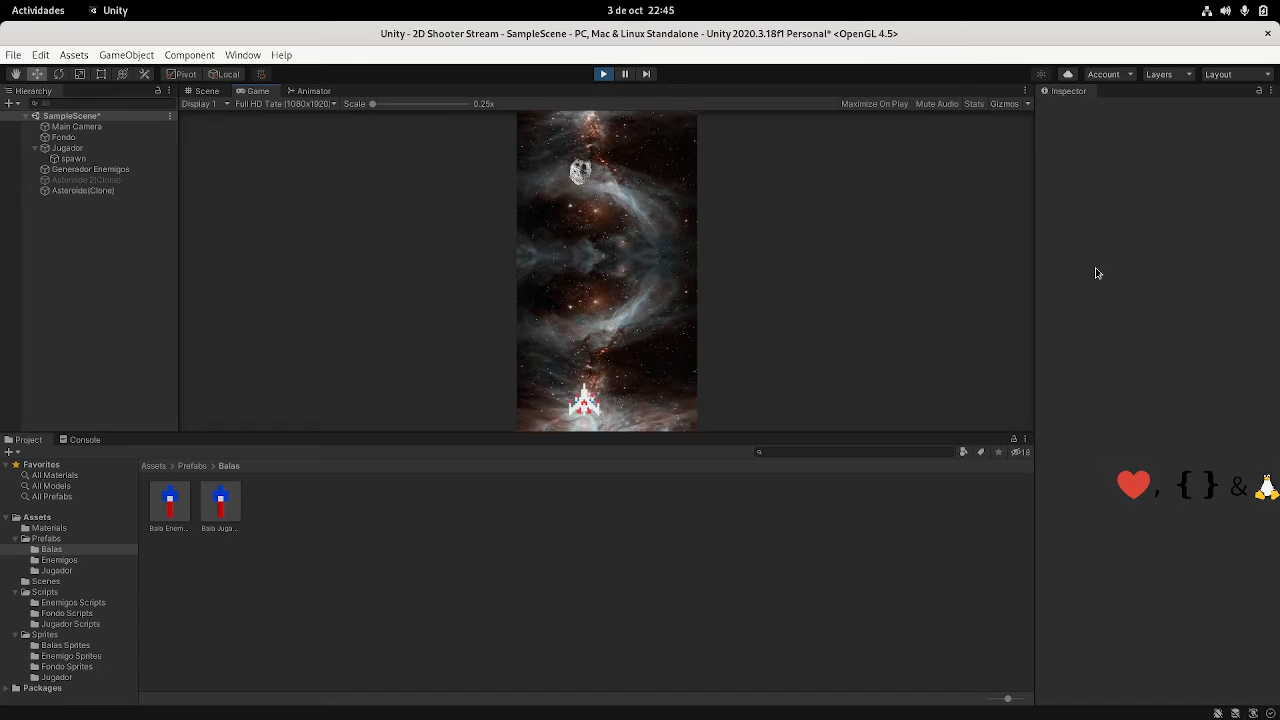 Actividades Unity 3 de oct 22:45
Unity - 2D Shooter Stream - SampleScene - PC, Mac & Linux Standalone - Unity 2020.3.18f1 Personal* <OpenGL 4.5>
File Edit Assets GameObject Component Window Help
Pivot Local Account Layers Layout
Hierarchy Scene Game Animator Inspector
All Display 1 Full HD Tate (1080x1920) Scale 0.25x Maximize On Play Mute Audio Stats Gizmos
SampleScene*
Main Camera
Fondo
Jugador
spawn
Generador Enemigos
Asteroide 2(Clone)
Asteroide(Clone)
Project Console
18
Favorites
All Materials
All Models
All Prefabs
Assets
Materials
Prefabs
Balas
Enemigos
Jugador
Scenes
Scripts
Enemigos Scripts
Fondo Scripts
Jugador Scripts
Sprites
Balas Sprites
Enemigo Sprites
Fondo Sprites
Jugador
Packages
Assets > Prefabs > Balas
Bala Enem... Bala Juga...
, { } &